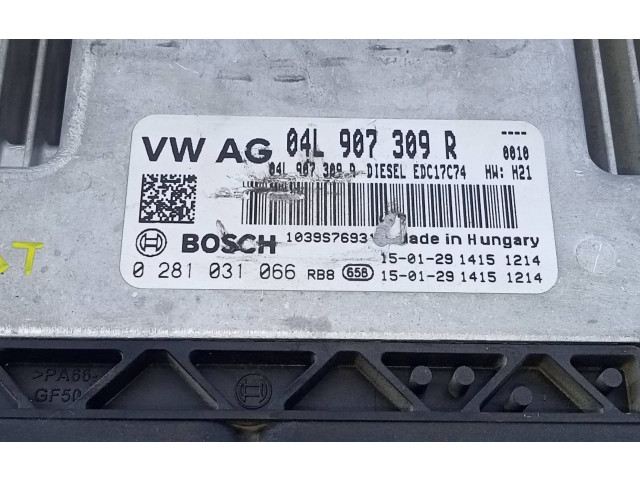 VW AG 04L 907 309 R ----
04L 907 309 R DIESEL EDC17C74 0010
HW: H21
BOSCH 1039S7693 Made in Hungary
0 281 031 066 RB8 658 15-01-29 1415 1214
15-01-29 1415 1214
>PA66-
GF50